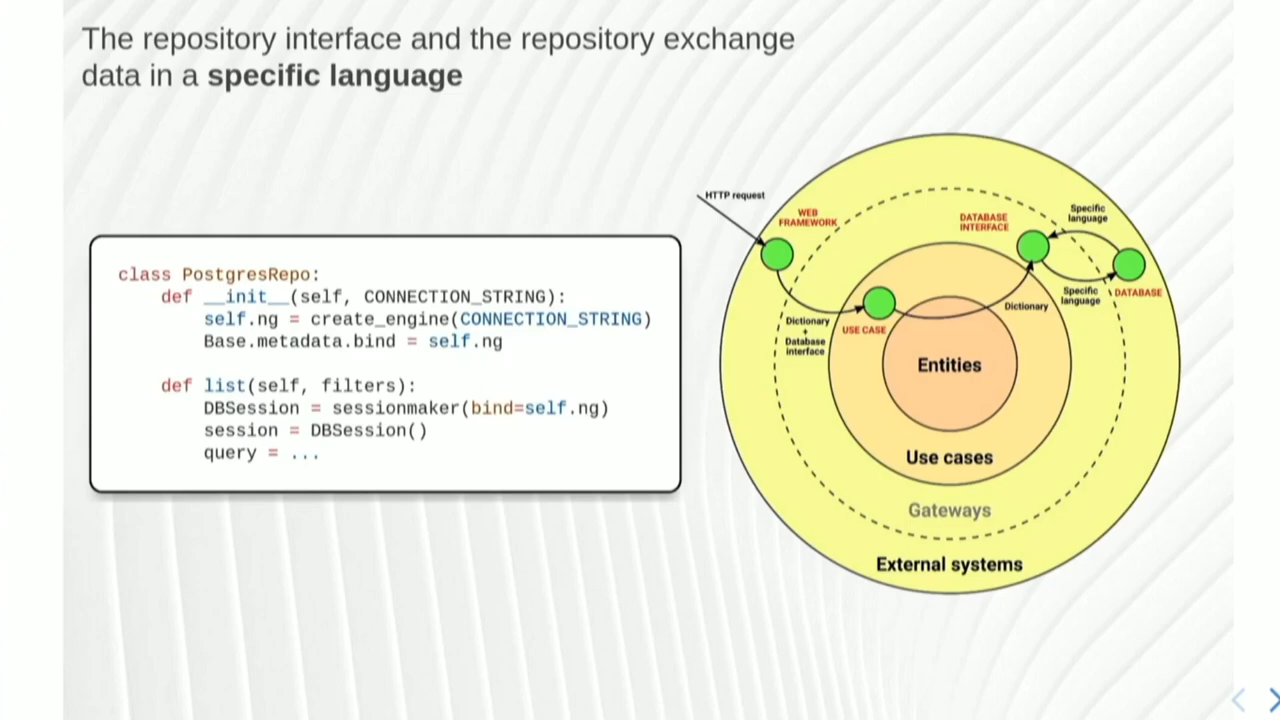 The repository interface and the repository exchange
data in a specific language
class PostgresRepo:
def __init__(self, CONNECTION_STRING):
self.ng = create_engine(CONNECTION_STRING)
Base.metadata.bind = self.ng
def list(self, filters):
DBSession = sessionmaker(bind=self.ng)
session = DBSession()
query = ...
HTTP request
WEB
FRAMEWORK
DATABASE
INTERFACE
Specific
language
Specific
language
DATABASE
Dictionary
Dictionary
+
Database
interface
USE CASE
Entities
Use cases
Gateways
External systems